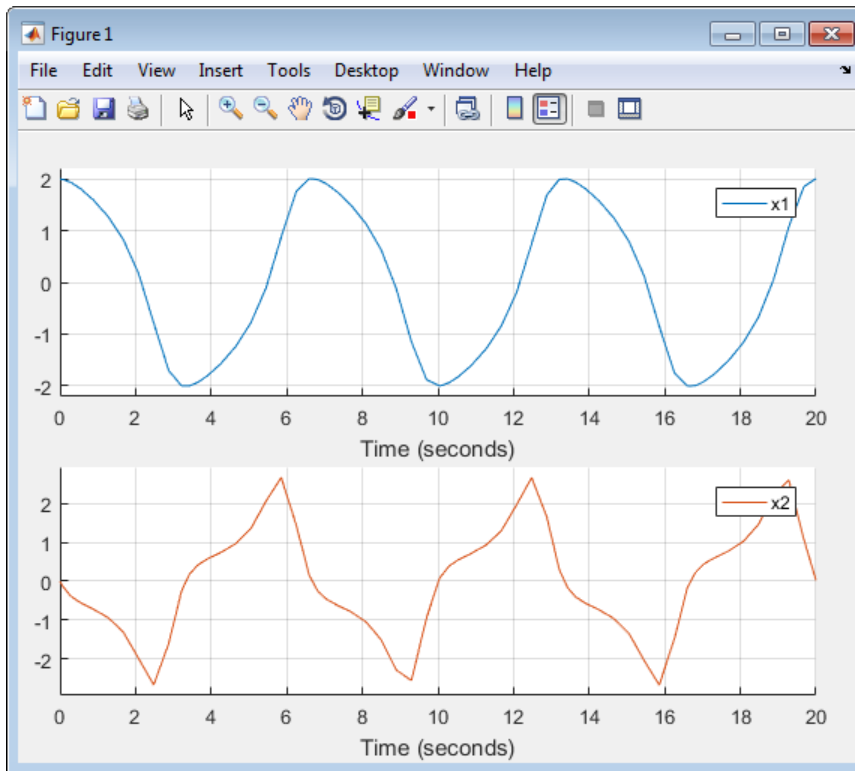 Figure 1
File Edit View Insert Tools Desktop Window Help
2
1
0
-1
-2
x1
0 2 4 6 8 10 12 14 16 18 20
Time (seconds)
2
1
0
-1
-2
x2
0 2 4 6 8 10 12 14 16 18 20
Time (seconds)